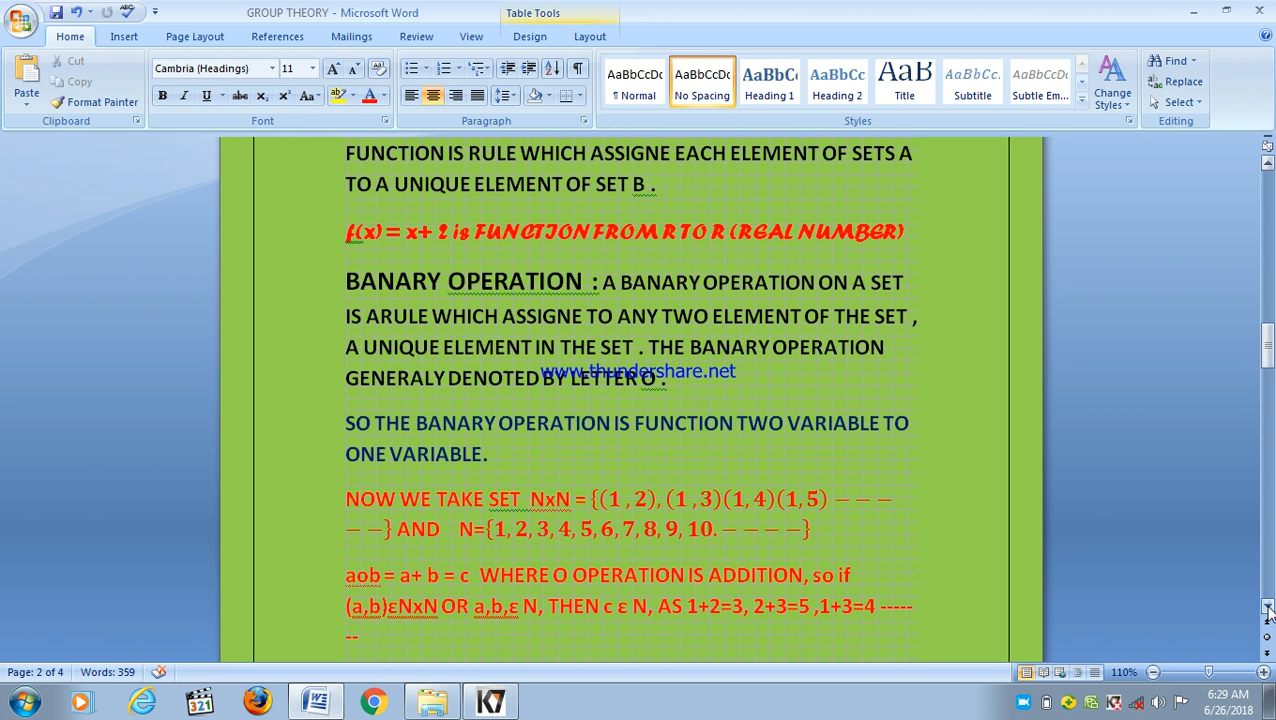 GROUP THEORY - Microsoft Word
Table Tools
Home Insert Page Layout References Mailings Review View Design Layout
Paste
Cut
Copy
Format Painter
Clipboard
Cambria (Headings) 11
Font
Paragraph
AaBbCcDc AaBbCcDc AaBbCc AaBbCc AaB AaBbCc. AaBbCcDc
¶ Normal No Spacing Heading 1 Heading 2 Title Subtitle Subtle Em...
Change Styles
Styles
Find
Replace
Select
Editing
FUNCTION IS RULE WHICH ASSIGNE EACH ELEMENT OF SETS A
TO A UNIQUE ELEMENT OF SET B .
f(x) = x+ 2 is FUNCTION FROM R TO R (REAL NUMBER)
BANARY OPERATION : A BANARY OPERATION ON A SET
IS ARULE WHICH ASSIGNE TO ANY TWO ELEMENT OF THE SET ,
A UNIQUE ELEMENT IN THE SET . THE BANARY OPERATION
www.thundershare.net
GENERALY DENOTED BY LETTER O .
SO THE BANARY OPERATION IS FUNCTION TWO VARIABLE TO
ONE VARIABLE.
NOW WE TAKE SET NxN = {(1 , 2), (1 , 3)(1, 4)(1, 5) − − −
− −} AND N={1, 2, 3, 4, 5, 6, 7, 8, 9, 10. − − − −}
aob = a+ b = c WHERE O OPERATION IS ADDITION, so if
(a,b)εNxN OR a,b,ε N, THEN c ε N, AS 1+2=3, 2+3=5 ,1+3=4 -----
--
Page: 2 of 4 Words: 359 110%
6:29 AM
6/26/2018